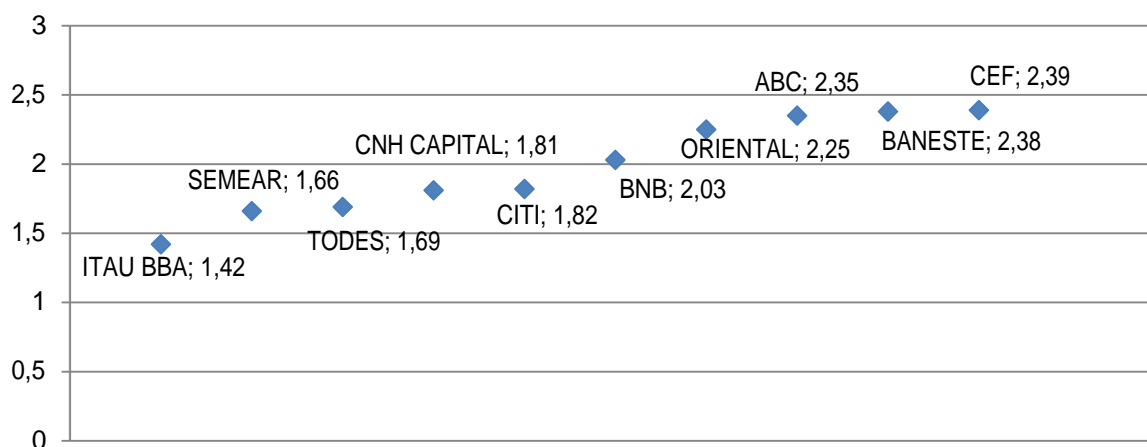 3
2,5
2
1,5
1
0,5
0
ITAU BBA; 1,42
SEMEAR; 1,66
TODES; 1,69
CNH CAPITAL; 1,81
CITI; 1,82
BNB; 2,03
ORIENTAL; 2,25
ABC; 2,35
BANESTE; 2,38
CEF; 2,39